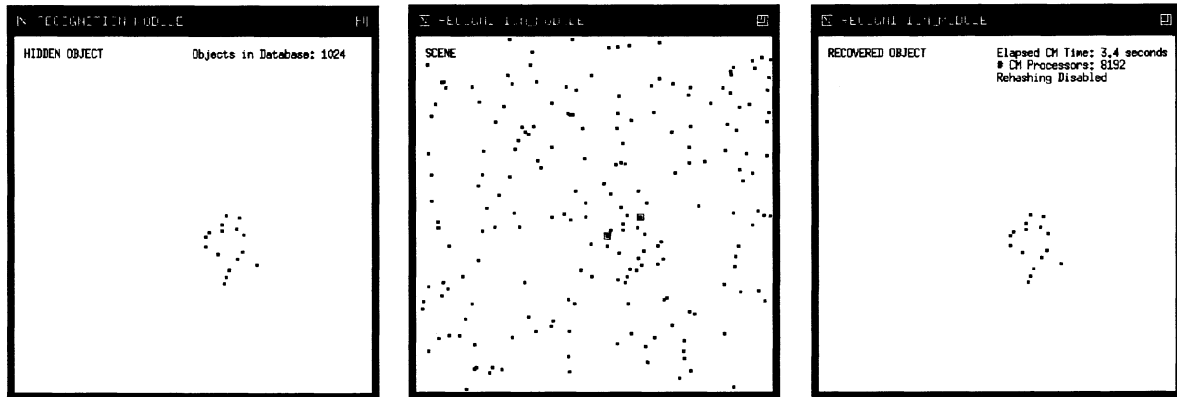 HIDDEN OBJECT
Objects in Database: 1024
SCENE
RECOVERED OBJECT
Elapsed CM Time: 3.4 seconds
# CM Processors: 8192
Rehashing Disabled